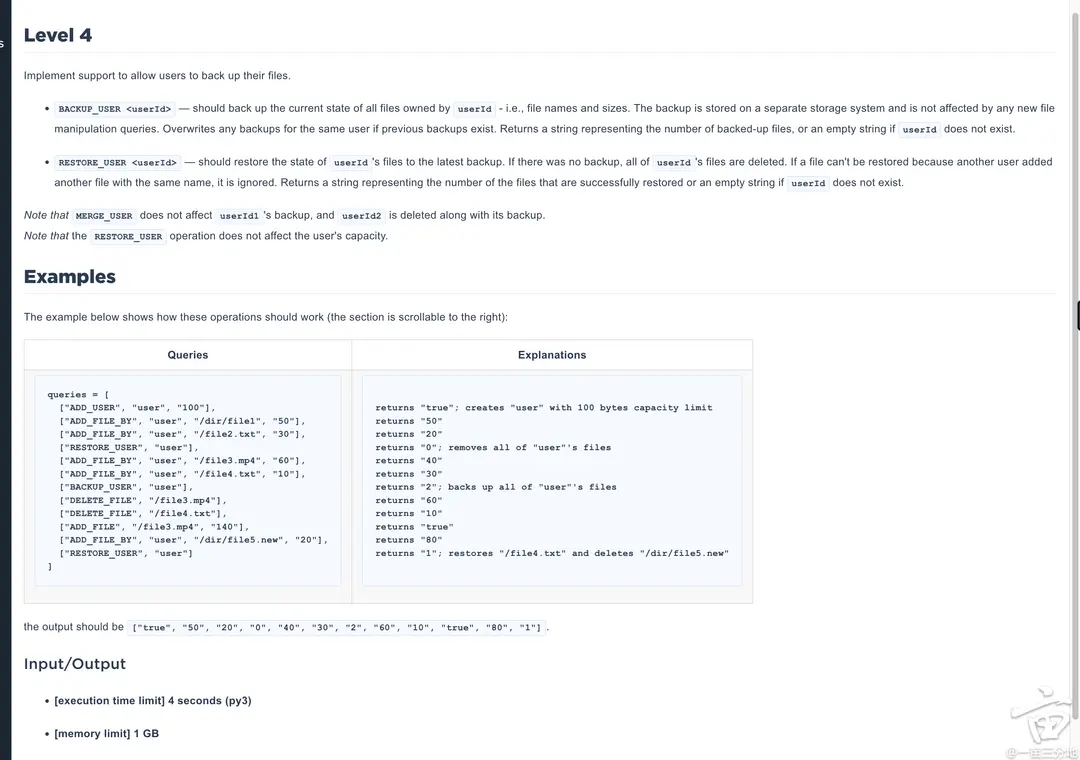 s
Level 4
Implement support to allow users to back up their files.
• BACKUP_USER <userId> — should back up the current state of all files owned by userId - i.e., file names and sizes. The backup is stored on a separate storage system and is not affected by any new file
manipulation queries. Overwrites any backups for the same user if previous backups exist. Returns a string representing the number of backed-up files, or an empty string if userId does not exist.
• RESTORE_USER <userId> — should restore the state of userId 's files to the latest backup. If there was no backup, all of userId 's files are deleted. If a file can't be restored because another user added
another file with the same name, it is ignored. Returns a string representing the number of the files that are successfully restored or an empty string if userId does not exist.
Note that MERGE_USER does not affect userId1 's backup, and userId2 is deleted along with its backup.
Note that the RESTORE_USER operation does not affect the user's capacity.
Examples
The example below shows how these operations should work (the section is scrollable to the right):
Queries
Explanations
queries = [
["ADD_USER", "user", "100"],
["ADD_FILE_BY", "user", "/dir/file1", "50"],
["ADD_FILE_BY", "user", "/file2.txt", "30"],
["RESTORE_USER", "user"],
["ADD_FILE_BY", "user", "/file3.mp4", "60"],
["ADD_FILE_BY", "user", "/file4.txt", "10"],
["BACKUP_USER", "user"],
["DELETE_FILE", "/file3.mp4"],
["DELETE_FILE", "/file4.txt"],
["ADD_FILE", "/file3.mp4", "140"],
["ADD_FILE_BY", "user", "/dir/file5.new", "20"],
["RESTORE_USER", "user"]
]
returns "true"; creates "user" with 100 bytes capacity limit
returns "50"
returns "20"
returns "0"; removes all of "user"'s files
returns "40"
returns "30"
returns "2"; backs up all of "user"'s files
returns "60"
returns "10"
returns "true"
returns "80"
returns "1"; restores "/file4.txt" and deletes "/dir/file5.new"
the output should be ["true", "50", "20", "0", "40", "30", "2", "60", "10", "true", "80", "1"] .
Input/Output
• [execution time limit] 4 seconds (py3)
• [memory limit] 1 GB
@一亩三分地